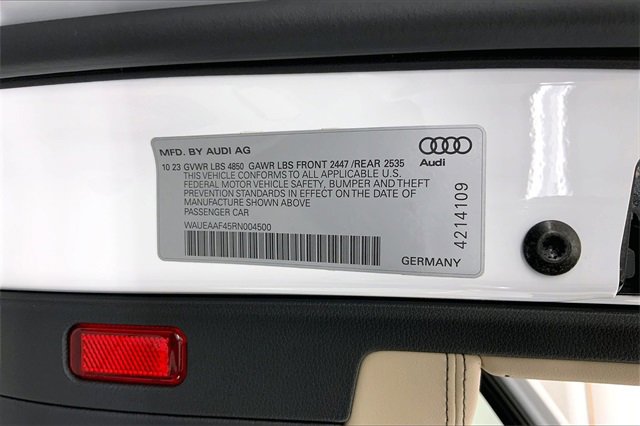 MFD. BY AUDI AG
Audi
10 23 GVWR LBS 4850 GAWR LBS FRONT 2447 /REAR 2535
THIS VEHICLE CONFORMS TO ALL APPLICABLE U.S.
FEDERAL MOTOR VEHICLE SAFETY, BUMPER AND THEFT
PREVENTION STANDARDS IN EFFECT ON THE DATE OF
MANUFACTURE SHOWN ABOVE
PASSENGER CAR
WAUEAAF45RN004500
4214109
GERMANY